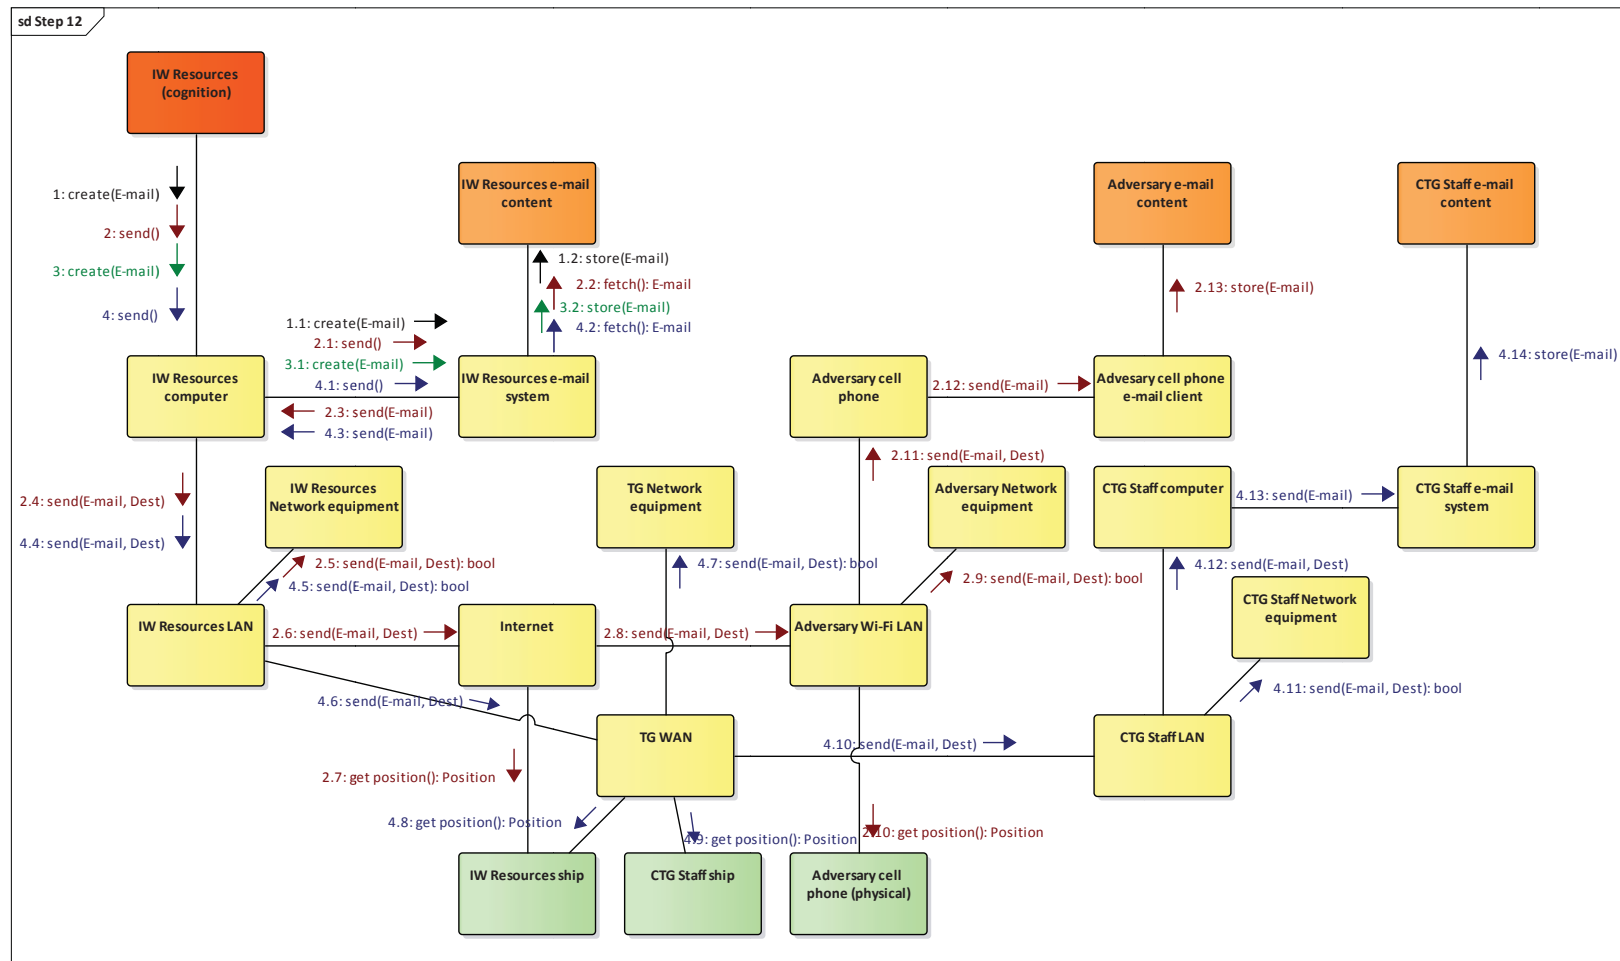 sd Step 12
IW Resources
(cognition)
1: create(E-mail)
2: send()
3: create(E-mail)
4: send()
IW Resources e-mail
content
Adversary e-mail
content
CTG Staff e-mail
content
1.2: store(E-mail)
2.2: fetch(): E-mail
3.2: store(E-mail)
4.2: fetch(): E-mail
2.13: store(E-mail)
4.14: store(E-mail)
1.1: create(E-mail)
2.1: send()
3.1: create(E-mail)
4.1: send()
IW Resources
computer
IW Resources e-mail
system
Adversary cell
phone
2.12: send(E-mail)
Advesary cell phone
e-mail client
2.3: send(E-mail)
4.3: send(E-mail)
2.11: send(E-mail, Dest)
2.4: send(E-mail, Dest)
4.4: send(E-mail, Dest)
IW Resources
Network equipment
TG Network
equipment
Adversary Network
equipment
CTG Staff computer
4.13: send(E-mail)
CTG Staff e-mail
system
2.5: send(E-mail, Dest): bool
4.5: send(E-mail, Dest): bool
4.7: send(E-mail, Dest): bool
2.9: send(E-mail, Dest): bool
4.12: send(E-mail, Dest)
CTG Staff Network
equipment
IW Resources LAN
2.6: send(E-mail, Dest)
Internet
2.8: send(E-mail, Dest)
Adversary Wi-Fi LAN
4.11: send(E-mail, Dest): bool
4.6: send(E-mail, Dest)
TG WAN
4.10: send(E-mail, Dest)
CTG Staff LAN
2.7: get position(): Position
4.8: get position(): Position
4.9: get position(): Position
2.10: get position(): Position
IW Resources ship
CTG Staff ship
Adversary cell
phone (physical)